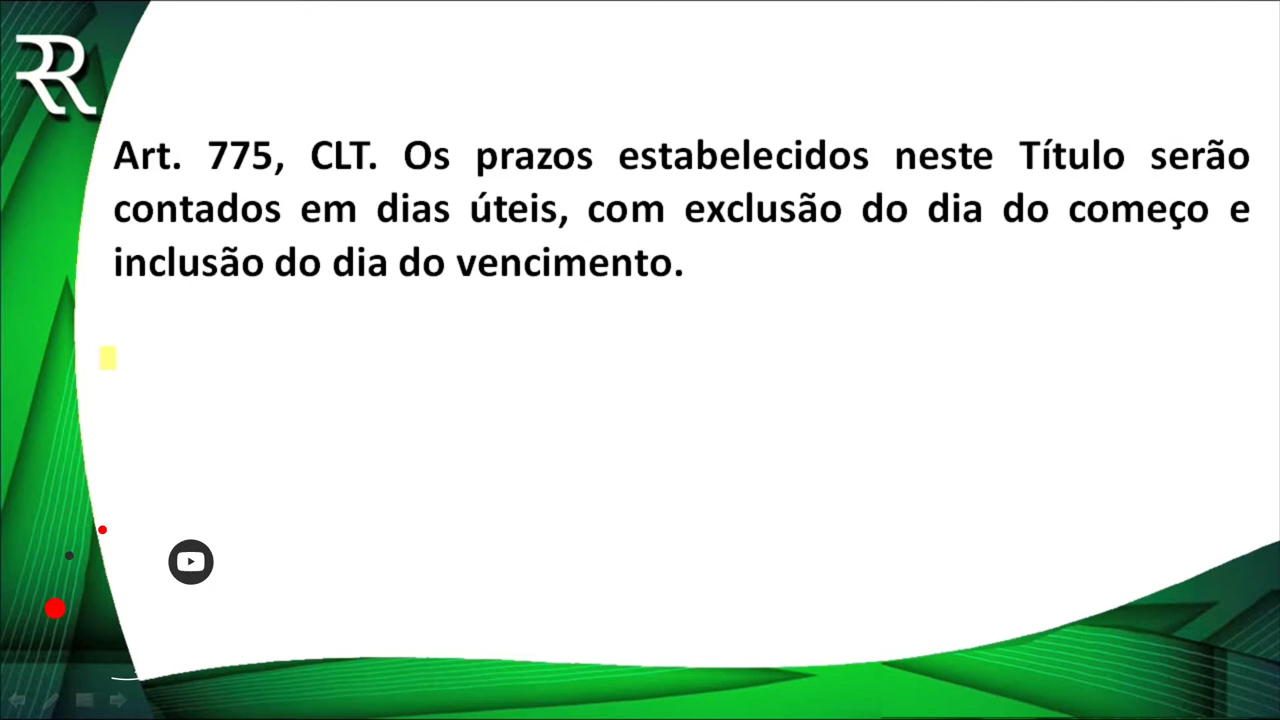 Art. 775, CLT. Os prazos estabelecidos neste Título serão
contados em dias úteis, com exclusão do dia do começo e
inclusão do dia do vencimento.